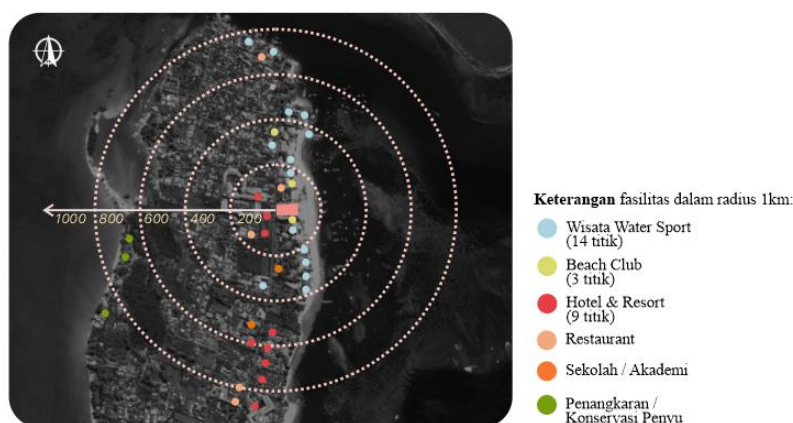 1000 800 600 400 200
Keterangan fasilitas dalam radius 1km:
Wisata Water Sport
(14 titik)
Beach Club
(3 titik)
Hotel & Resort
(9 titik)
Restaurant
Sekolah / Akademi
Penangkaran /
Konservasi Penyu